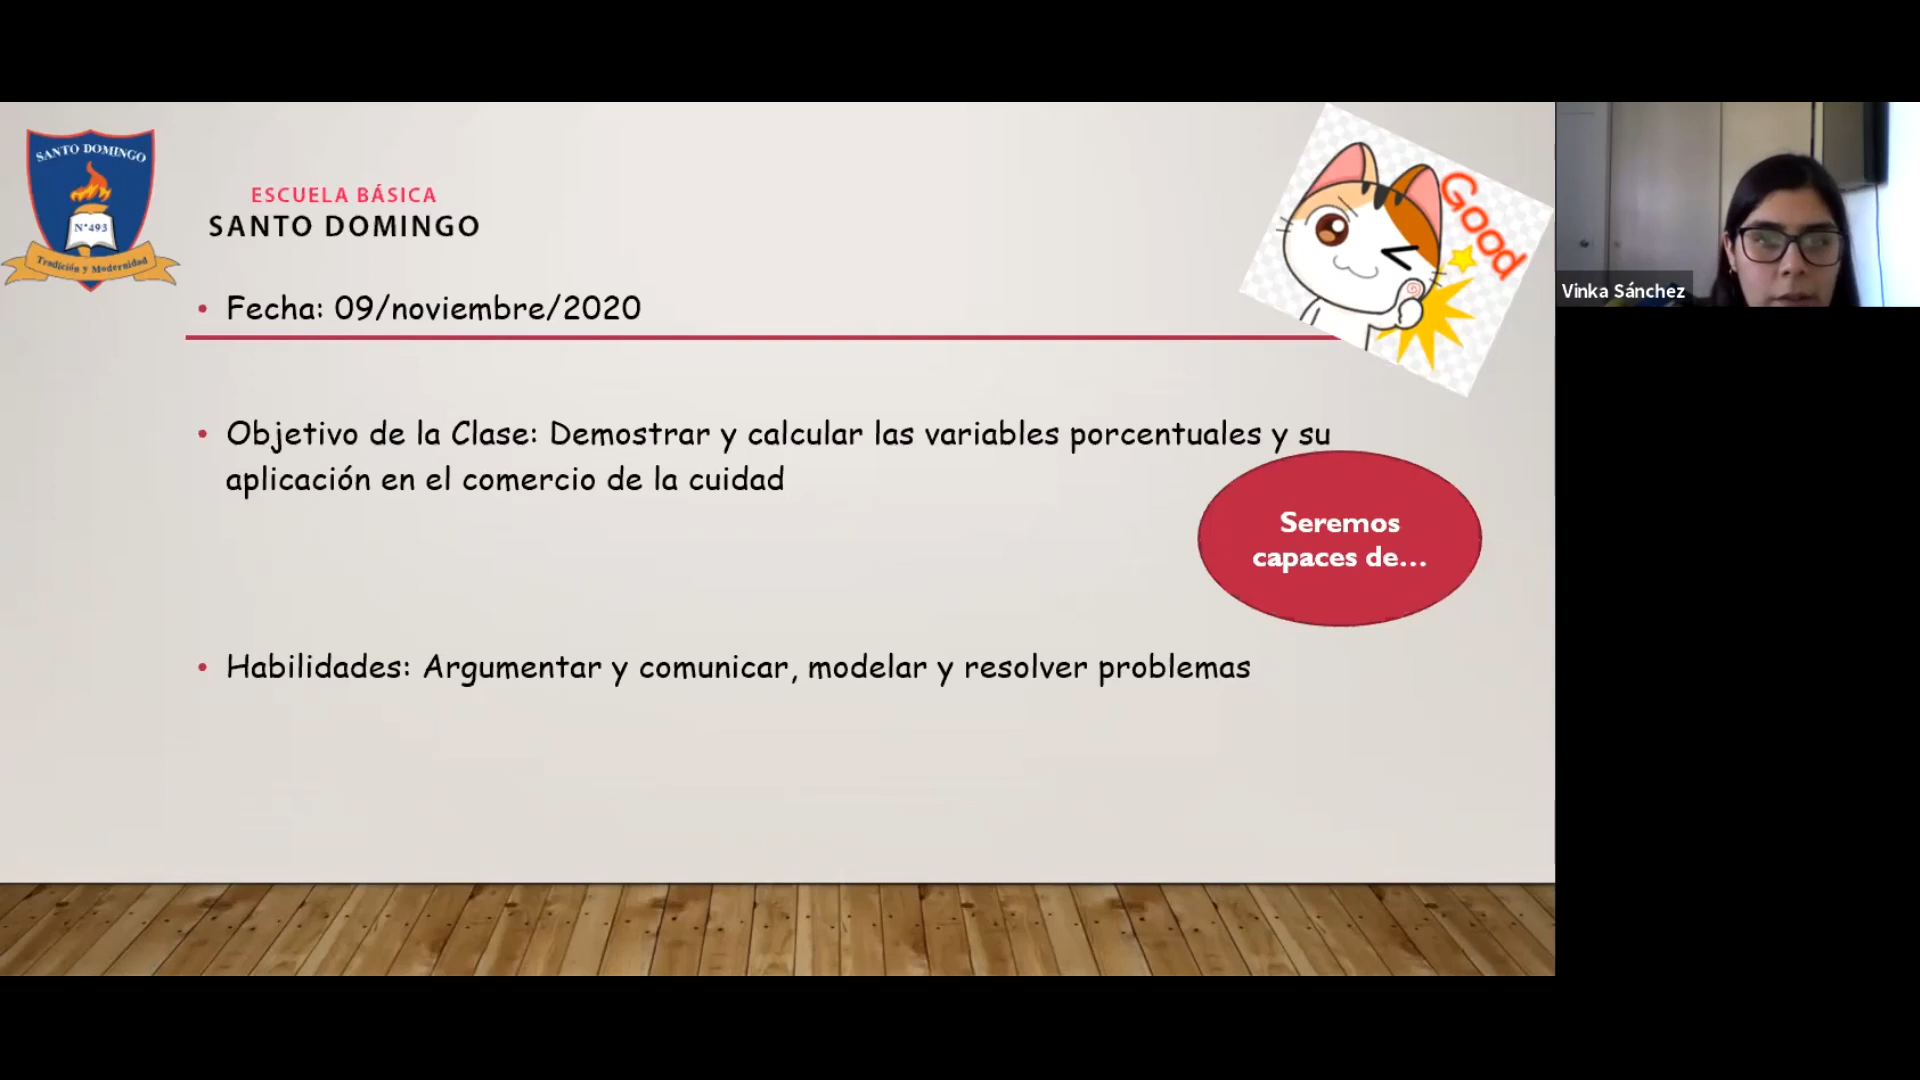 SANTO DOMINGO
N°493
Tradición y Modernidad
ESCUELA BÁSICA
SANTO DOMINGO
Good
• Fecha: 09/noviembre/2020
• Objetivo de la Clase: Demostrar y calcular las variables porcentuales y su
aplicación en el comercio de la cuidad
Seremos
capaces de...
• Habilidades: Argumentar y comunicar, modelar y resolver problemas
Vinka Sánchez